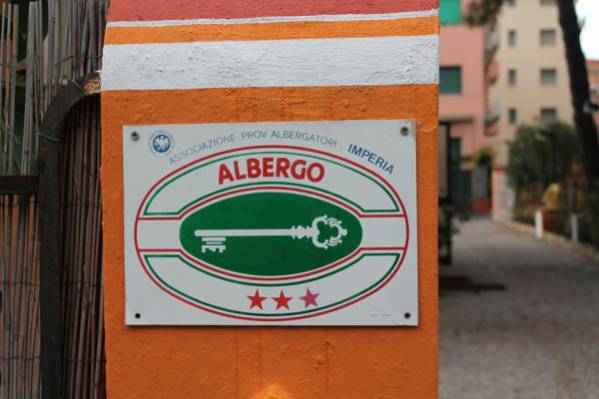 ASSOCIAZIONE PROV ALBERGATORI - IMPERIA
ALBERGO